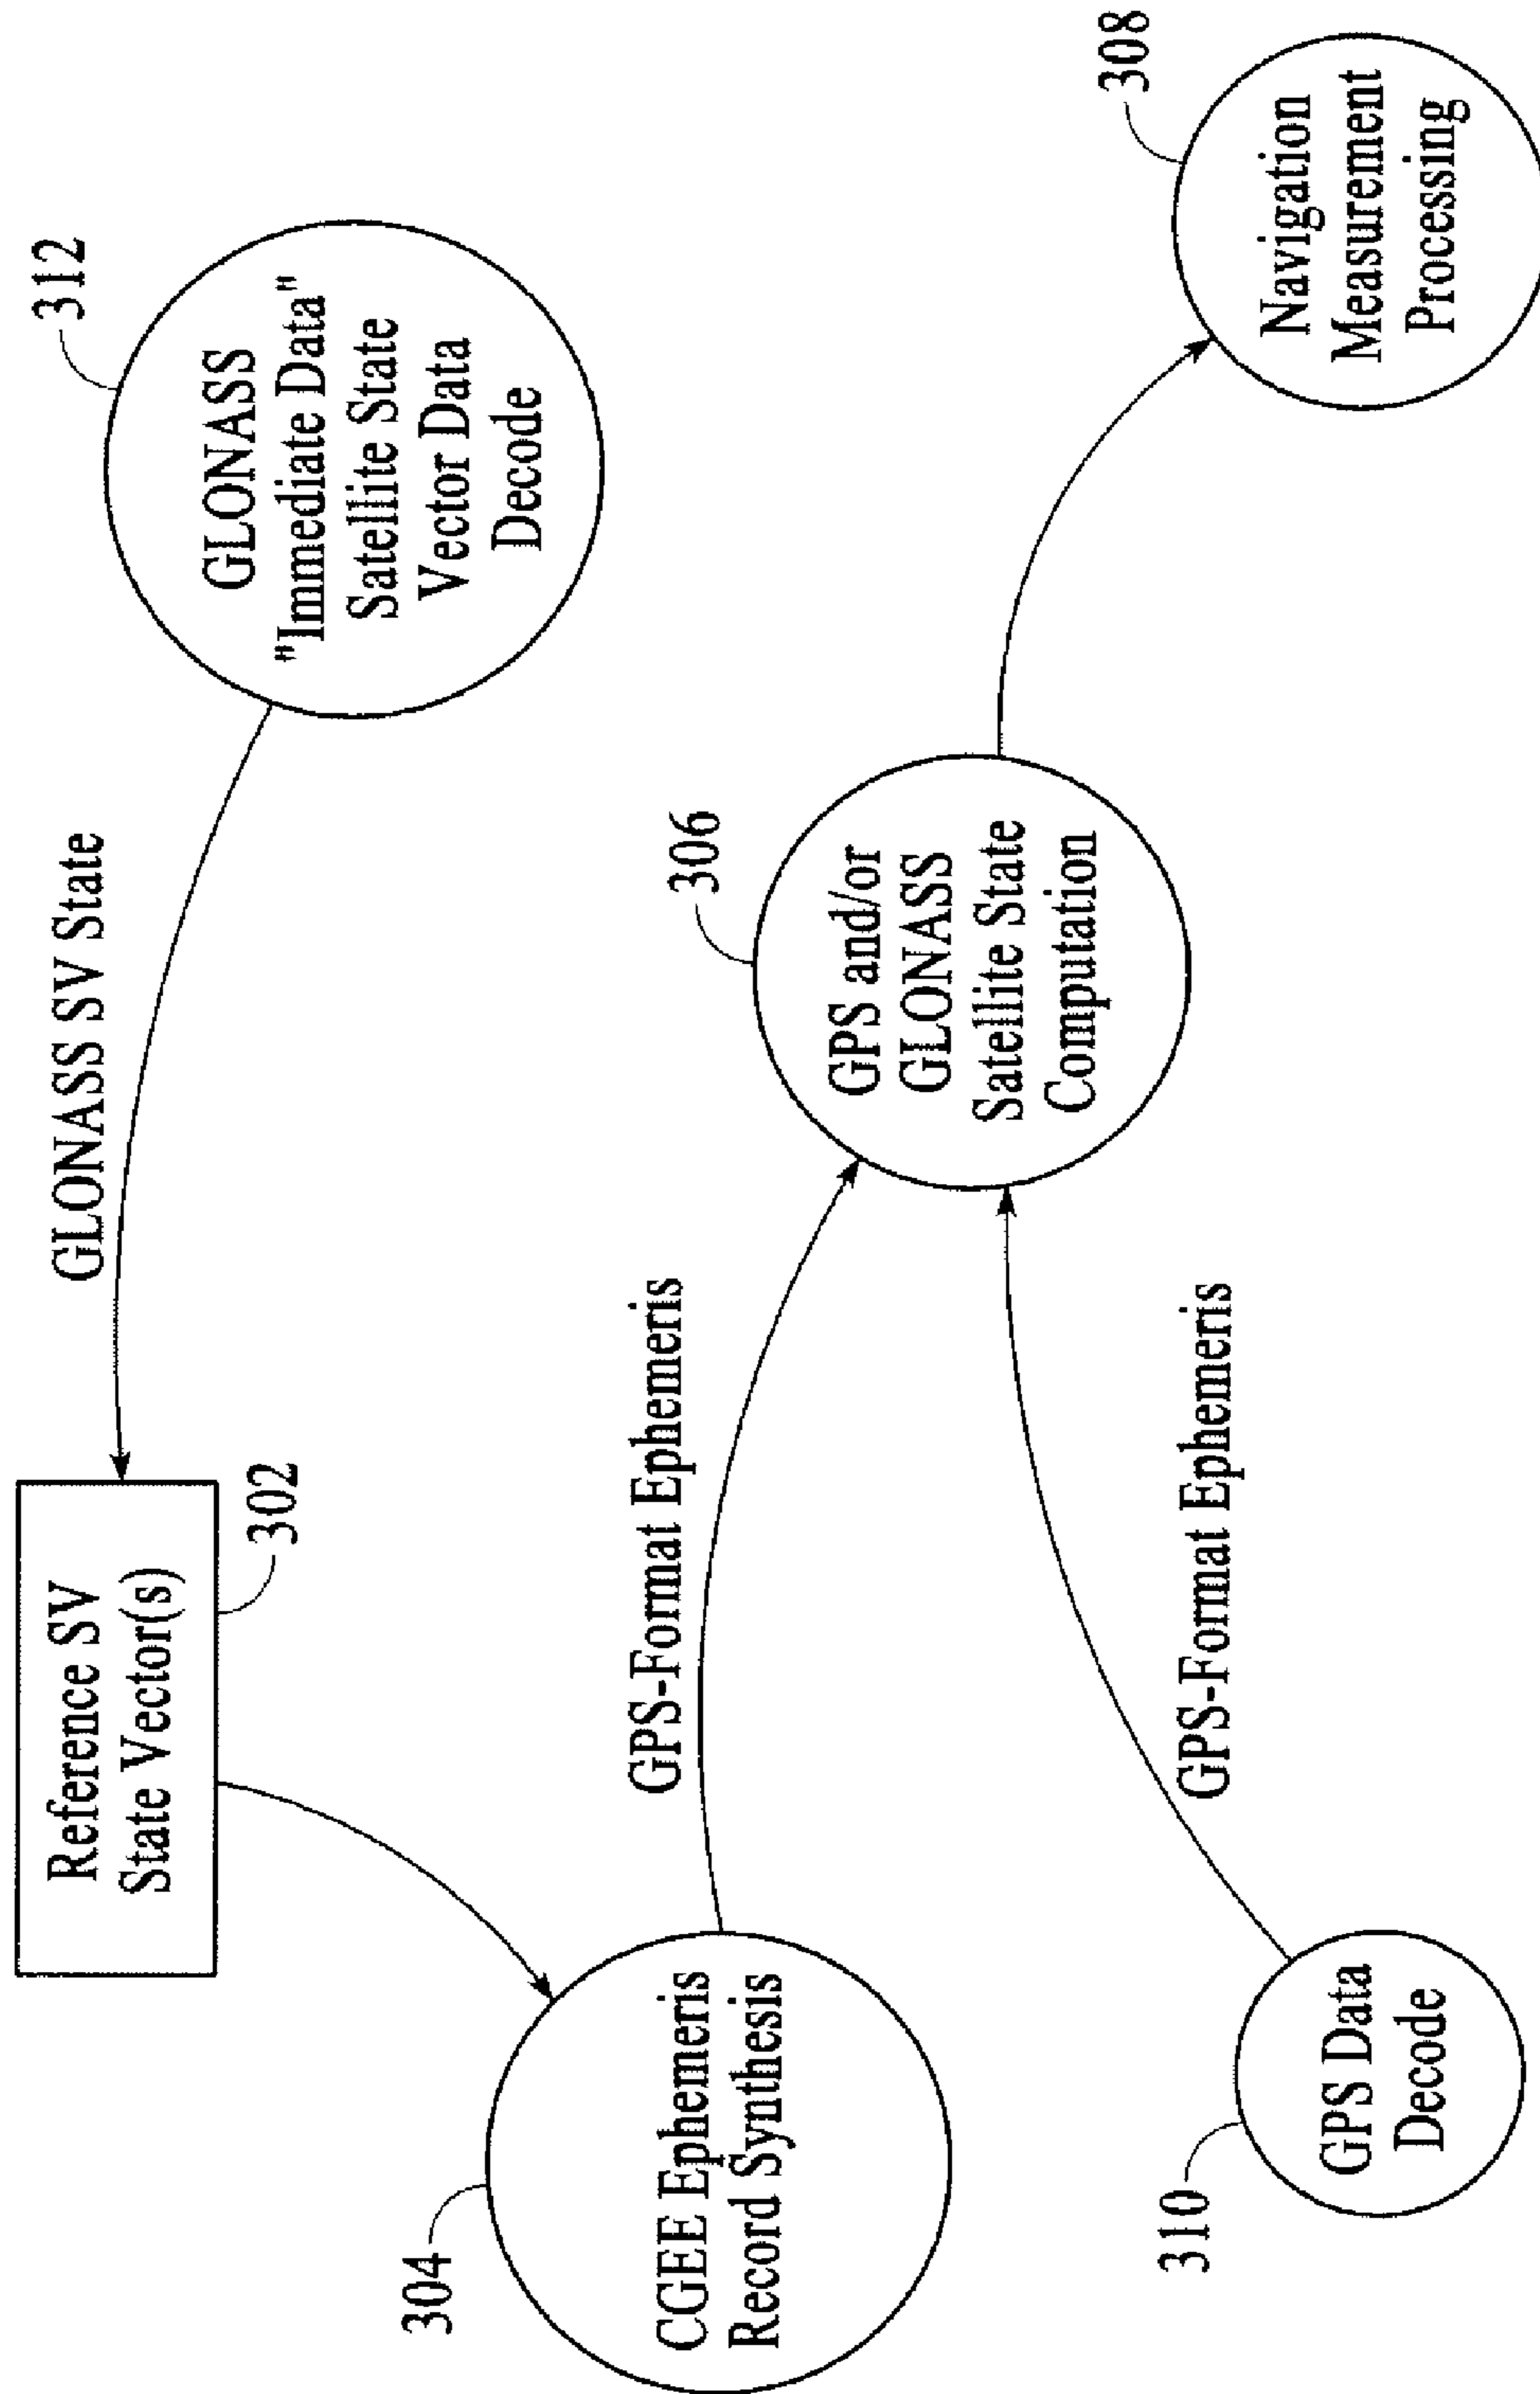 Reference SV
State Vector(s)
302
GLONASS SV State
312
GLONASS
"Immediate Data"
Satellite State
Vector Data
Decode
304
CGEE Ephemeris
Record Synthesis
GPS-Format Ephemeris
306
GPS and/or
GLONASS
Satellite State
Computation
310
GPS Data
Decode
GPS-Format Ephemeris
308
Navigation
Measurement
Processing